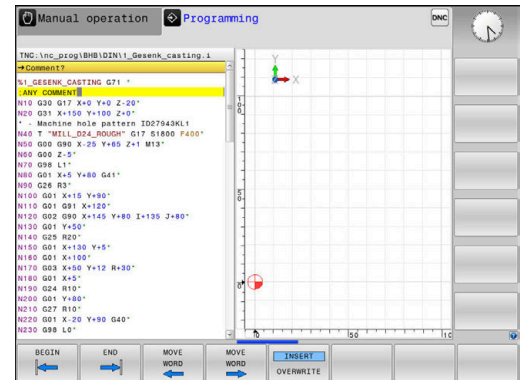 Manual operation
Programming
DNC
TNC:\nc_prog\BHB\DIN\1_Gesenk_casting.i
→Comment?
%1_GESENK_CASTING G71 *
;ANY COMMENT
N10 G30 G17 X+0 Y+0 Z-20*
N20 G31 X+150 Y+100 Z+0*
* - Machine hole pattern ID27943KL1
N40 T "MILL_D24_ROUGH" G17 S1800 F400*
N50 G00 G90 X-25 Y+65 Z+1 M13*
N60 G00 Z-5*
N70 G98 L1*
N80 G01 X+5 Y+80 G41*
N90 G26 R3*
N100 G01 X+15 Y+90*
N110 G01 G91 X+120*
N120 G02 G90 X+145 Y+80 I+135 J+80*
N130 G01 Y+50*
N140 G25 R20*
N150 G01 X+130 Y+5*
N160 G01 X+100*
N170 G03 X+50 Y+12 R+30*
N180 G01 X+5*
N190 G24 R10*
N200 G01 Y+80*
N210 G27 R10*
N220 G01 X-20 Y+90 G40*
N230 G98 L0*
Y
X
100
50
0
0
50
10
BEGIN
END
MOVE WORD
MOVE WORD
INSERT
OVERWRITE